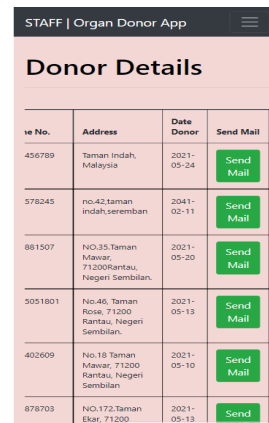 STAFF | Organ Donor App
Donor Details
Date
ne No. Address Donor Send Mail
456789 Taman Indah, 2021- Send
Malaysia 05-24 Mail
578245 no.42,taman 2041- Send
indah,seremban 02-11 Mail
881507 NO.35.Taman 2021- Send
Mawar, 05-20 Mail
71200Rantau,
Negeri Sembilan.
5051801 No.46, Taman 2021- Send
Rose, 71200 05-13 Mail
Rantau, Negeri
Sembilan.
402609 No.18 Taman 2021- Send
Mawar, 71200 05-10 Mail
Rantau, Negeri
Sembilan
878703 NO.172,Taman 2021- Send
Ekar, 71200 05-13